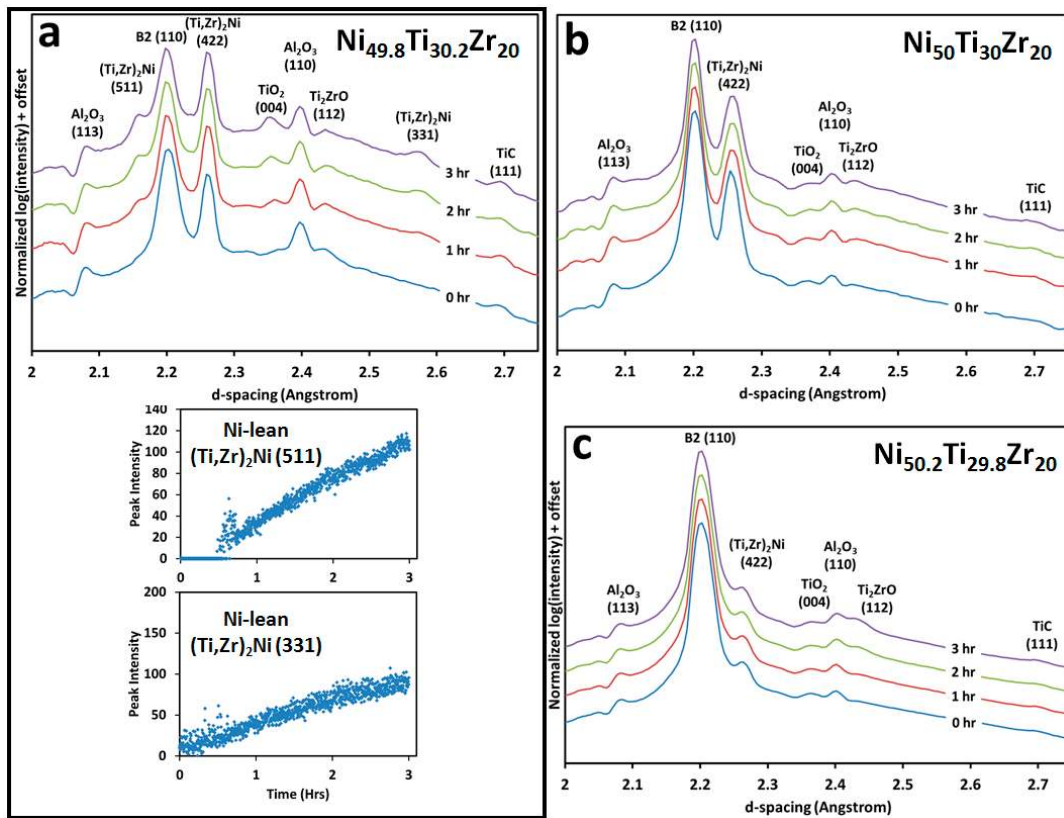 a
Ni49.8Ti30.2Zr20
(Ti,Zr)2Ni
(422)
B2 (110)
Al2O3
(110)
(Ti,Zr)2Ni
(511)
TiO2
(004)
Ti2ZrO
(112)
(Ti,Zr)2Ni
(331)
Al2O3
(113)
TiC
(111)
3 hr
2 hr
1 hr
0 hr
Normalized log(intensity) + offset
2 2.1 2.2 2.3 2.4 2.5 2.6 2.7
d-spacing (Angstrom)
140
120
100
80
60
40
20
0
Peak Intensity
Ni-lean
(Ti,Zr)2Ni (511)
0 1 2 3
200
150
100
50
0
Peak Intensity
Ni-lean
(Ti,Zr)2Ni (331)
0 1 2 3
Time (Hrs)
b
Ni50Ti30Zr20
B2 (110)
(Ti,Zr)2Ni
(422)
Al2O3
(113)
Al2O3
(110)
TiO2
(004)
Ti2ZrO
(112)
TiC
(111)
3 hr
2 hr
1 hr
0 hr
Normalized log(intensity) + offset
2 2.1 2.2 2.3 2.4 2.5 2.6 2.7
d-spacing (Angstrom)
c
Ni50.2Ti29.8Zr20
B2 (110)
(Ti,Zr)2Ni
(422)
Al2O3
(110)
Al2O3
(113)
TiO2
(004)
Ti2ZrO
(112)
TiC
(111)
3 hr
2 hr
1 hr
0 hr
Normalized log(intensity) + offset
2 2.1 2.2 2.3 2.4 2.5 2.6 2.7
d-spacing (Angstrom)